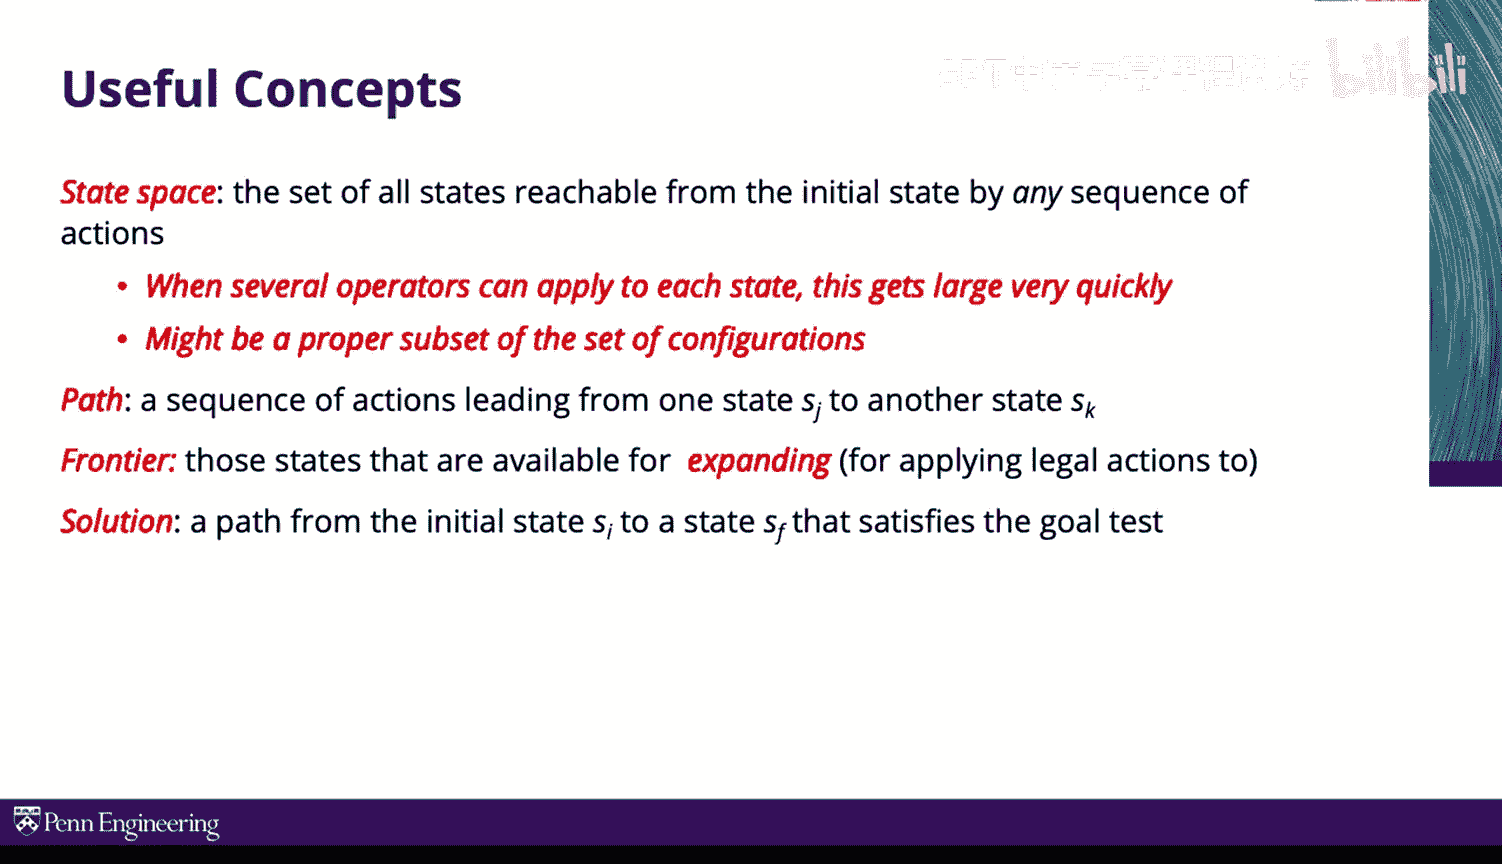 Useful Concepts
bilibili
State space: the set of all states reachable from the initial state by any sequence of
actions
• When several operators can apply to each state, this gets large very quickly
• Might be a proper subset of the set of configurations
Path: a sequence of actions leading from one state sj to another state sk
Frontier: those states that are available for expanding (for applying legal actions to)
Solution: a path from the initial state si to a state sf that satisfies the goal test
Penn Engineering